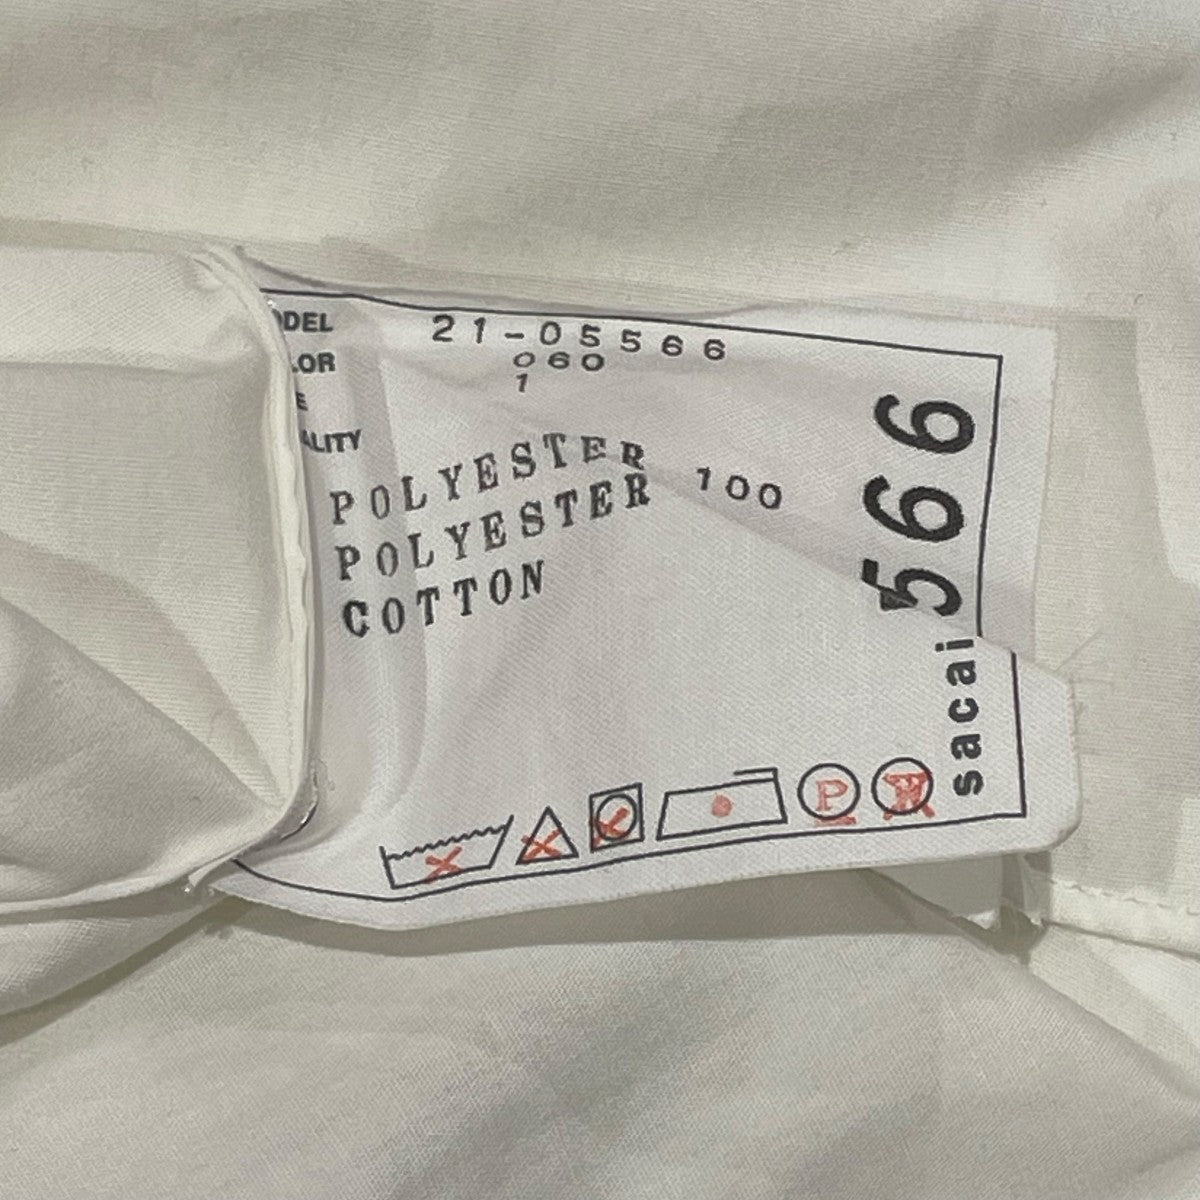 ODEL 21-05566
LOR 060
E 1
ALITY
POLYESTER
POLYESTER 100
COTTON
566
sacai
P
W